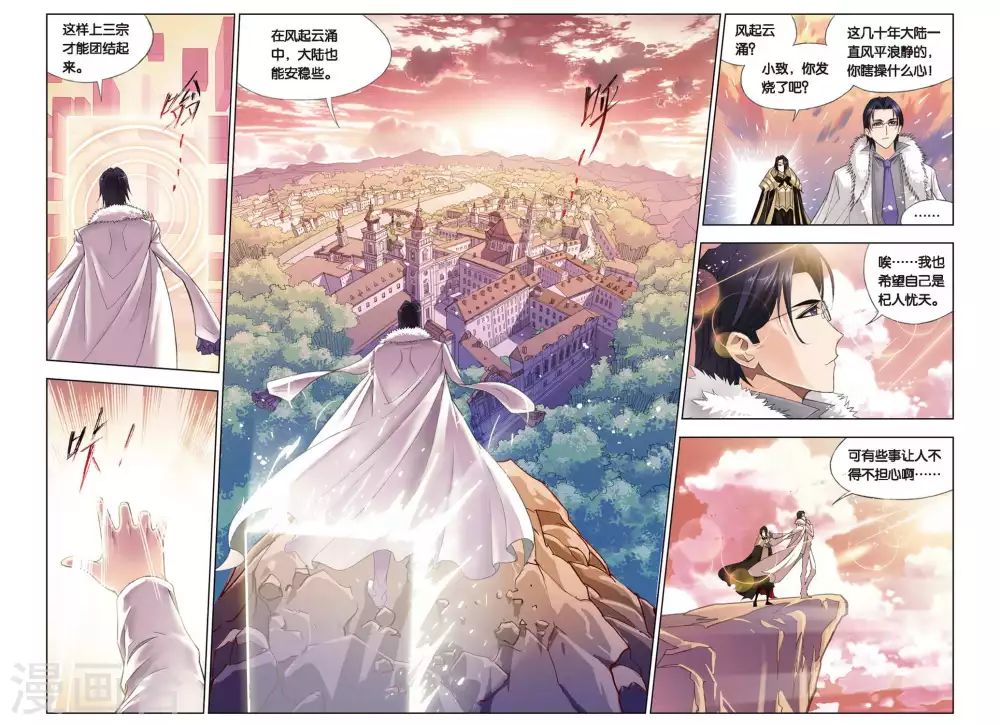 这样上三宗
才能团结起
来。
在风起云涌
中，大陆也
能安稳些。
呼
风起云
涌？
小致，你发
烧了吧？
这几十年大陆一
直风平浪静的，
你瞎操什么心！
……
唉……我也
希望自己是
杞人忧天。
可有些事让人不
得不担心啊……